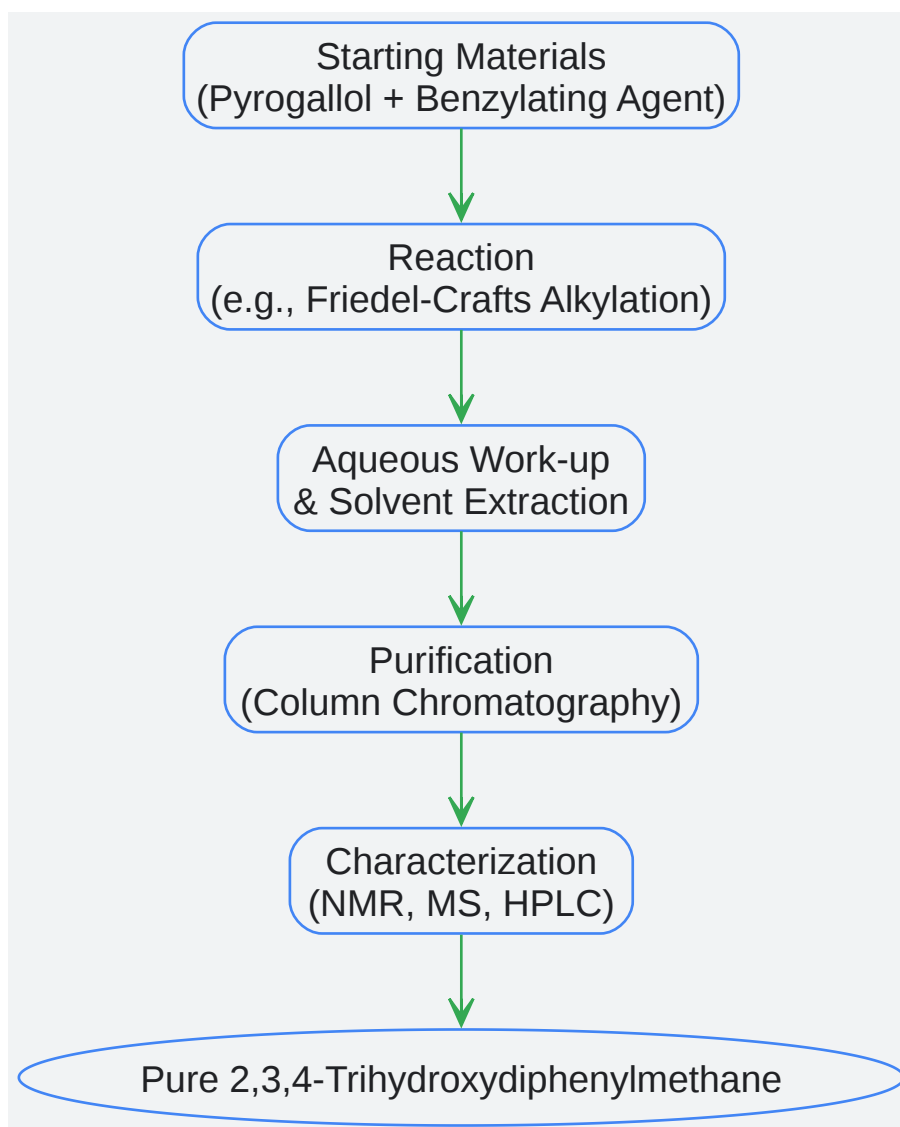 Starting Materials
(Pyrogallol + Benzylating Agent)
Reaction
(e.g., Friedel-Crafts Alkylation)
Aqueous Work-up
& Solvent Extraction
Purification
(Column Chromatography)
Characterization
(NMR, MS, HPLC)
Pure 2,3,4-Trihydroxydiphenylmethane